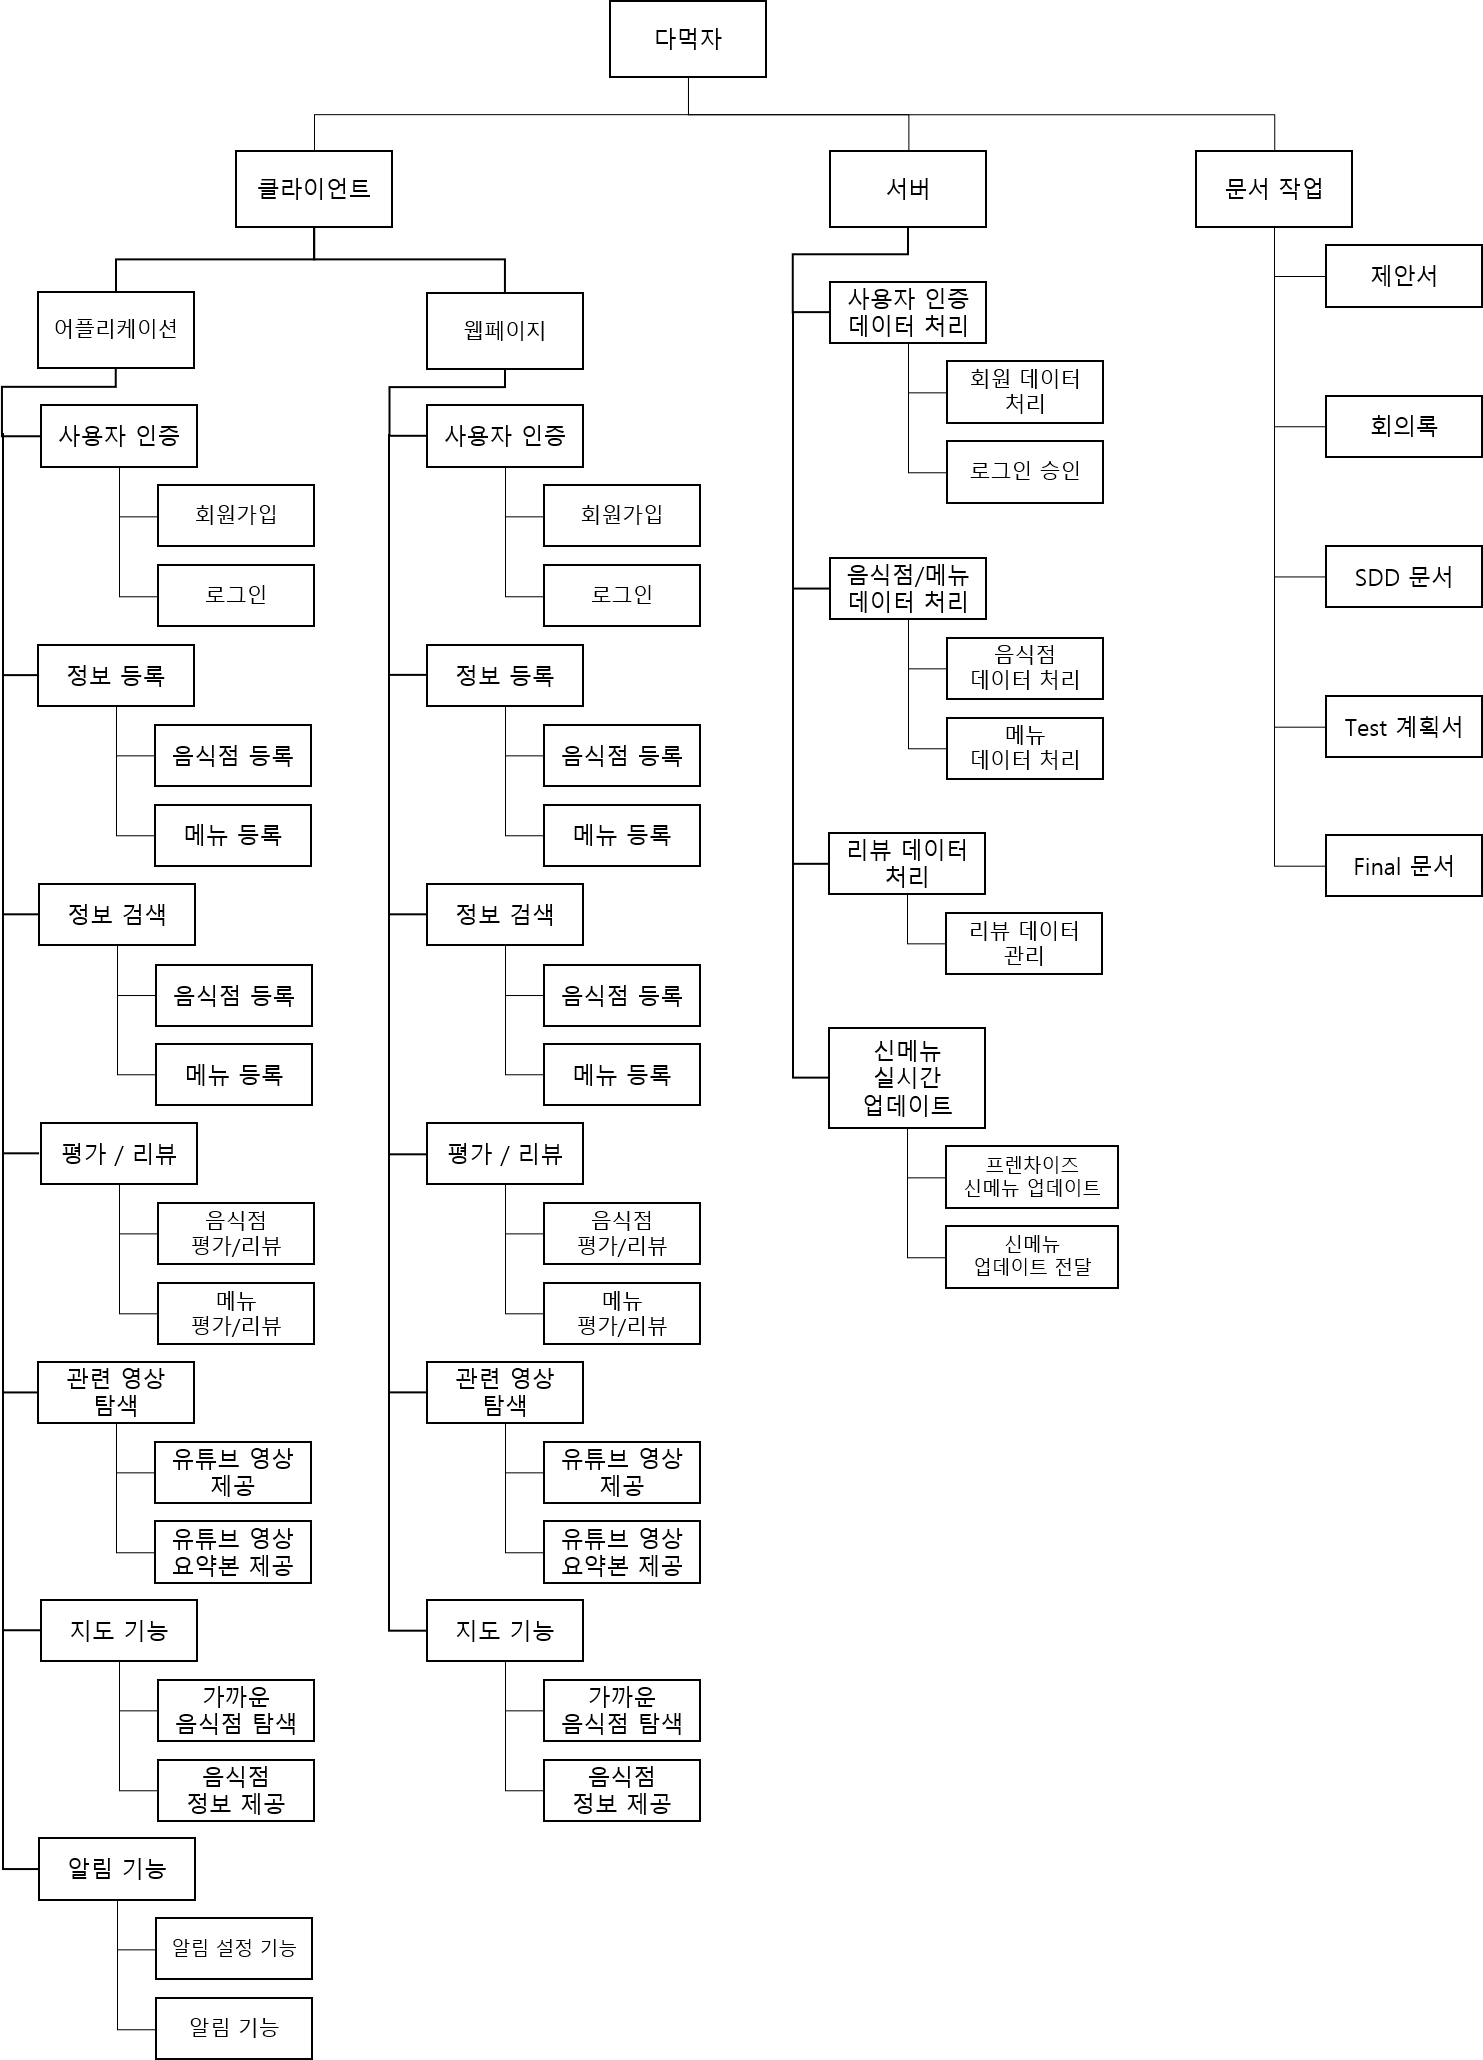 다먹자
클라이언트
서버
문서 작업
어플리케이션
사용자 인증
회원가입
로그인
정보 등록
음식점 등록
메뉴 등록
정보 검색
음식점 등록
메뉴 등록
평가 / 리뷰
음식점
평가/리뷰
메뉴
평가/리뷰
관련 영상
탐색
유튜브 영상
제공
유튜브 영상
요약본 제공
지도 기능
가까운
음식점 탐색
음식점
정보 제공
알림 기능
알림 설정 기능
알림 기능
웹페이지
사용자 인증
회원가입
로그인
정보 등록
음식점 등록
메뉴 등록
정보 검색
음식점 등록
메뉴 등록
평가 / 리뷰
음식점
평가/리뷰
메뉴
평가/리뷰
관련 영상
탐색
유튜브 영상
제공
유튜브 영상
요약본 제공
지도 기능
가까운
음식점 탐색
음식점
정보 제공
사용자 인증
데이터 처리
회원 데이터
처리
로그인 승인
음식점/메뉴
데이터 처리
음식점
데이터 처리
메뉴
데이터 처리
리뷰 데이터
처리
리뷰 데이터
관리
신메뉴
실시간
업데이트
프렌차이즈
신메뉴 업데이트
신메뉴
업데이트 전달
제안서
회의록
SDD 문서
Test 계획서
Final 문서